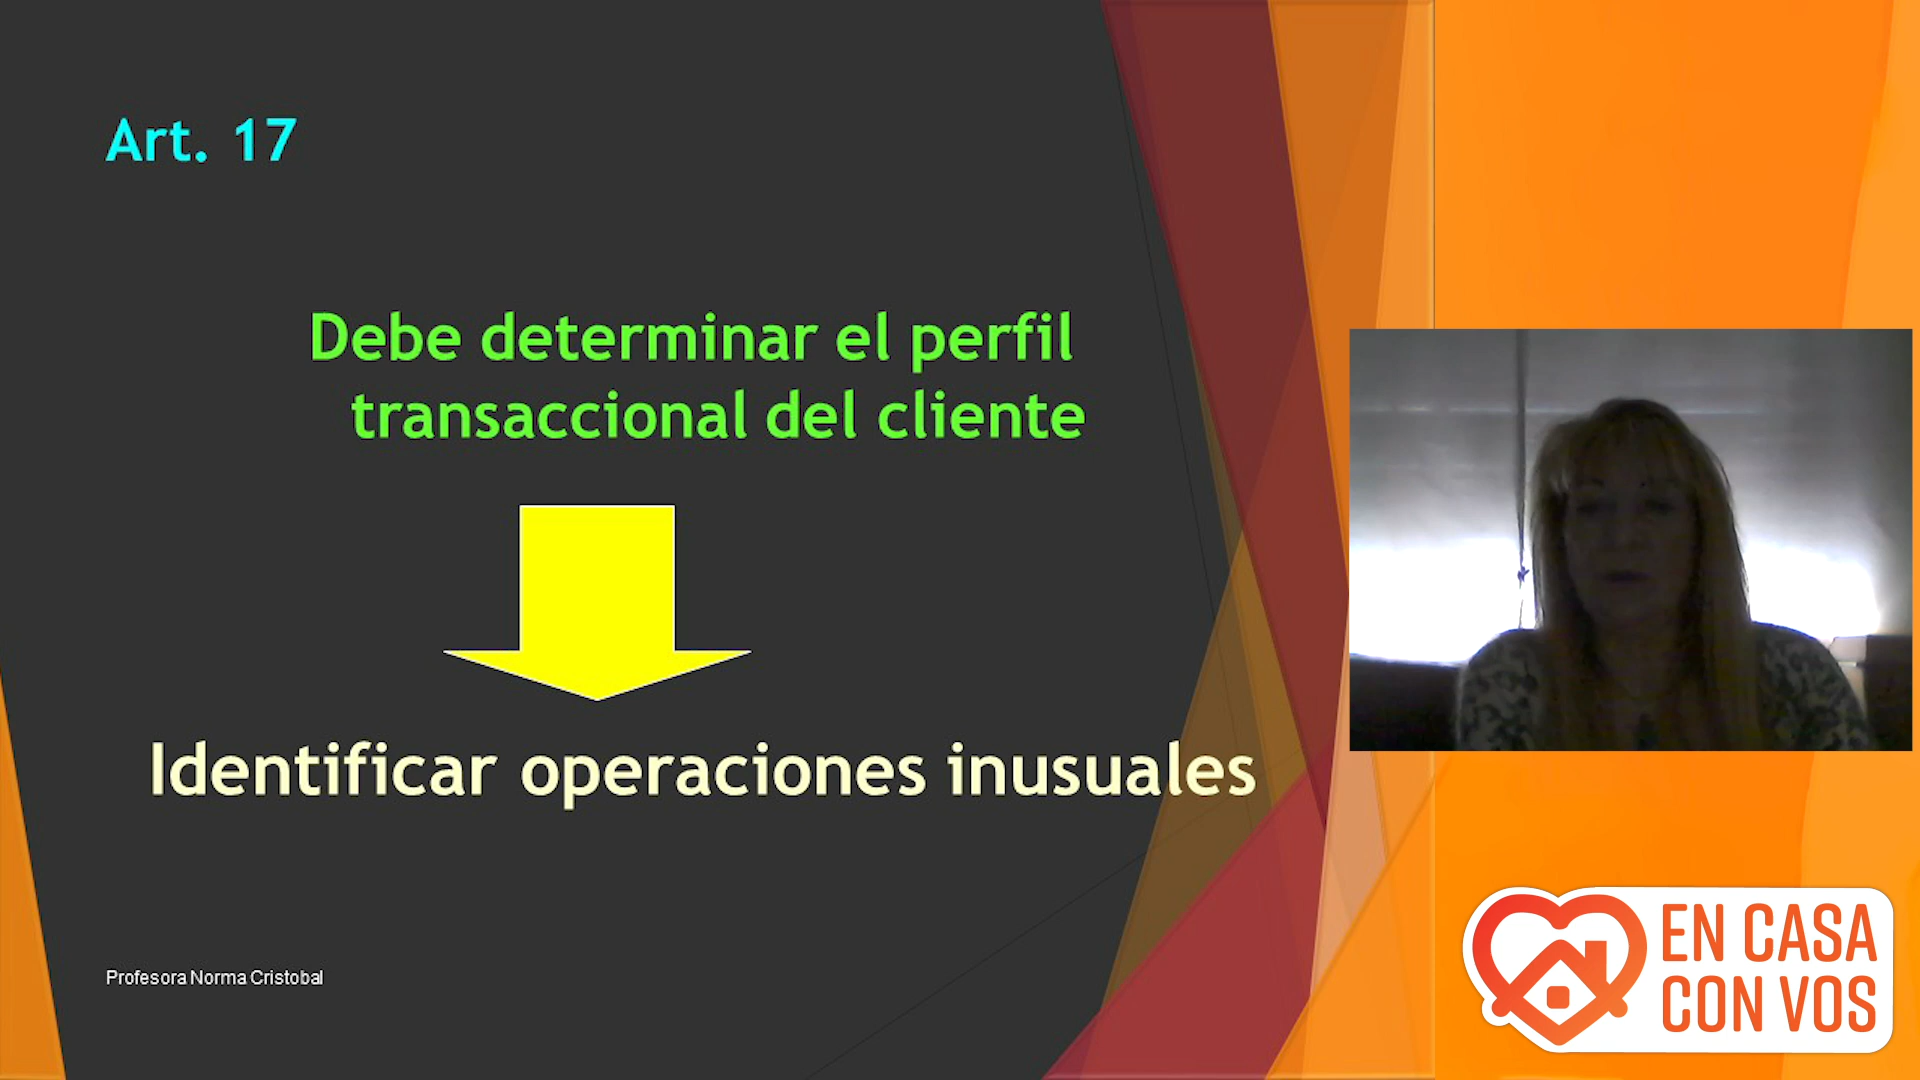 Art. 17
Debe determinar el perfil
transaccional del cliente
Identificar operaciones inusuales
Profesora Norma Cristobal
EN CASA
CON VOS